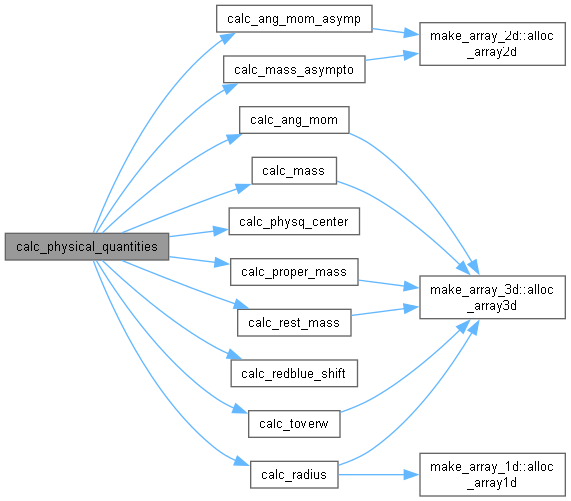 calc_ang_mom_asymp
make_array_2d::alloc
_array2d
calc_mass_asympto
calc_ang_mom
calc_mass
calc_physq_center
calc_physical_quantities
calc_proper_mass
make_array_3d::alloc
_array3d
calc_rest_mass
calc_redblue_shift
calc_toverw
calc_radius
make_array_1d::alloc
_array1d